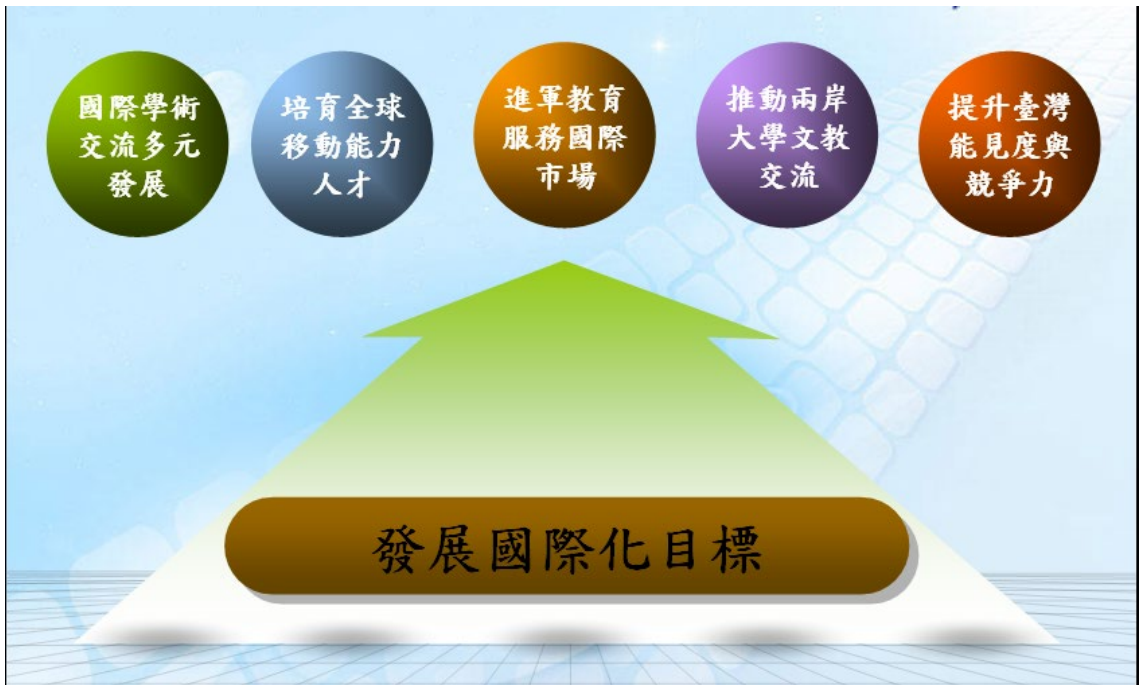 國際學術
交流多元
發展
培育全球
移動能力
人才
進軍教育
服務國際
市場
推動兩岸
大學文教
交流
提升臺灣
能見度與
競爭力
發展國際化目標